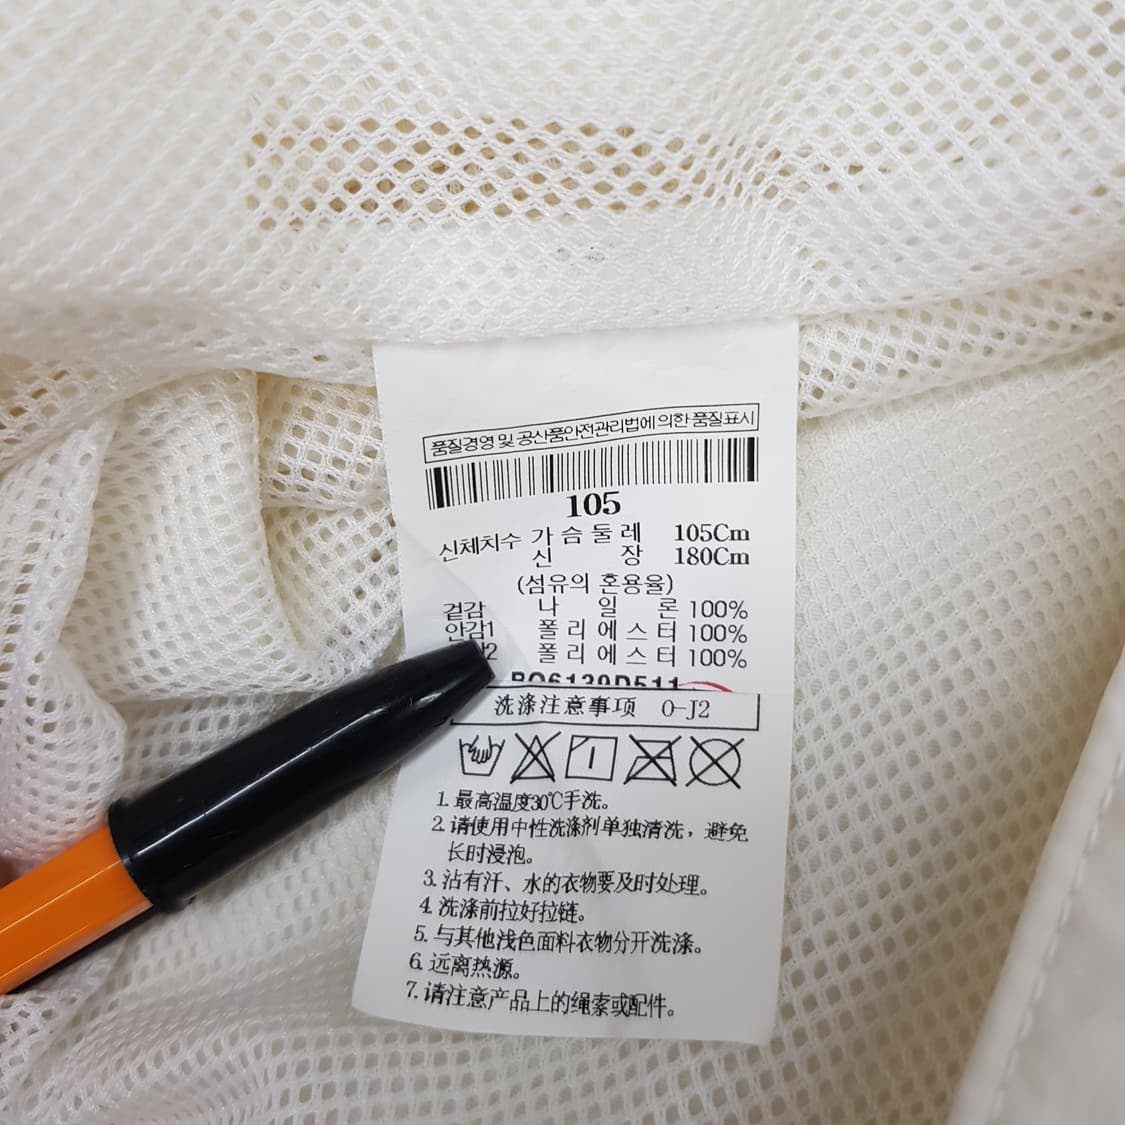 품질경영 및 공산품안전관리법에 의한 품질표시
105
신체치수 가슴둘레 105Cm
신장 180Cm
(섬유의 혼용율)
겉감 나일론 100%
안감1 폴리에스터 100%
2 폴리에스터 100%
洗涤注意事项 0-J2
1.最高温度30℃手洗。
2.请使用中性洗涤剂单独清洗，避免
长时浸泡。
3.沾有汗、水的衣物要及时处理。
4.洗涤前拉好拉链。
5.与其他浅色面料衣物分开洗涤。
6.远离热源。
7.请注意产品上的绳索或配件。